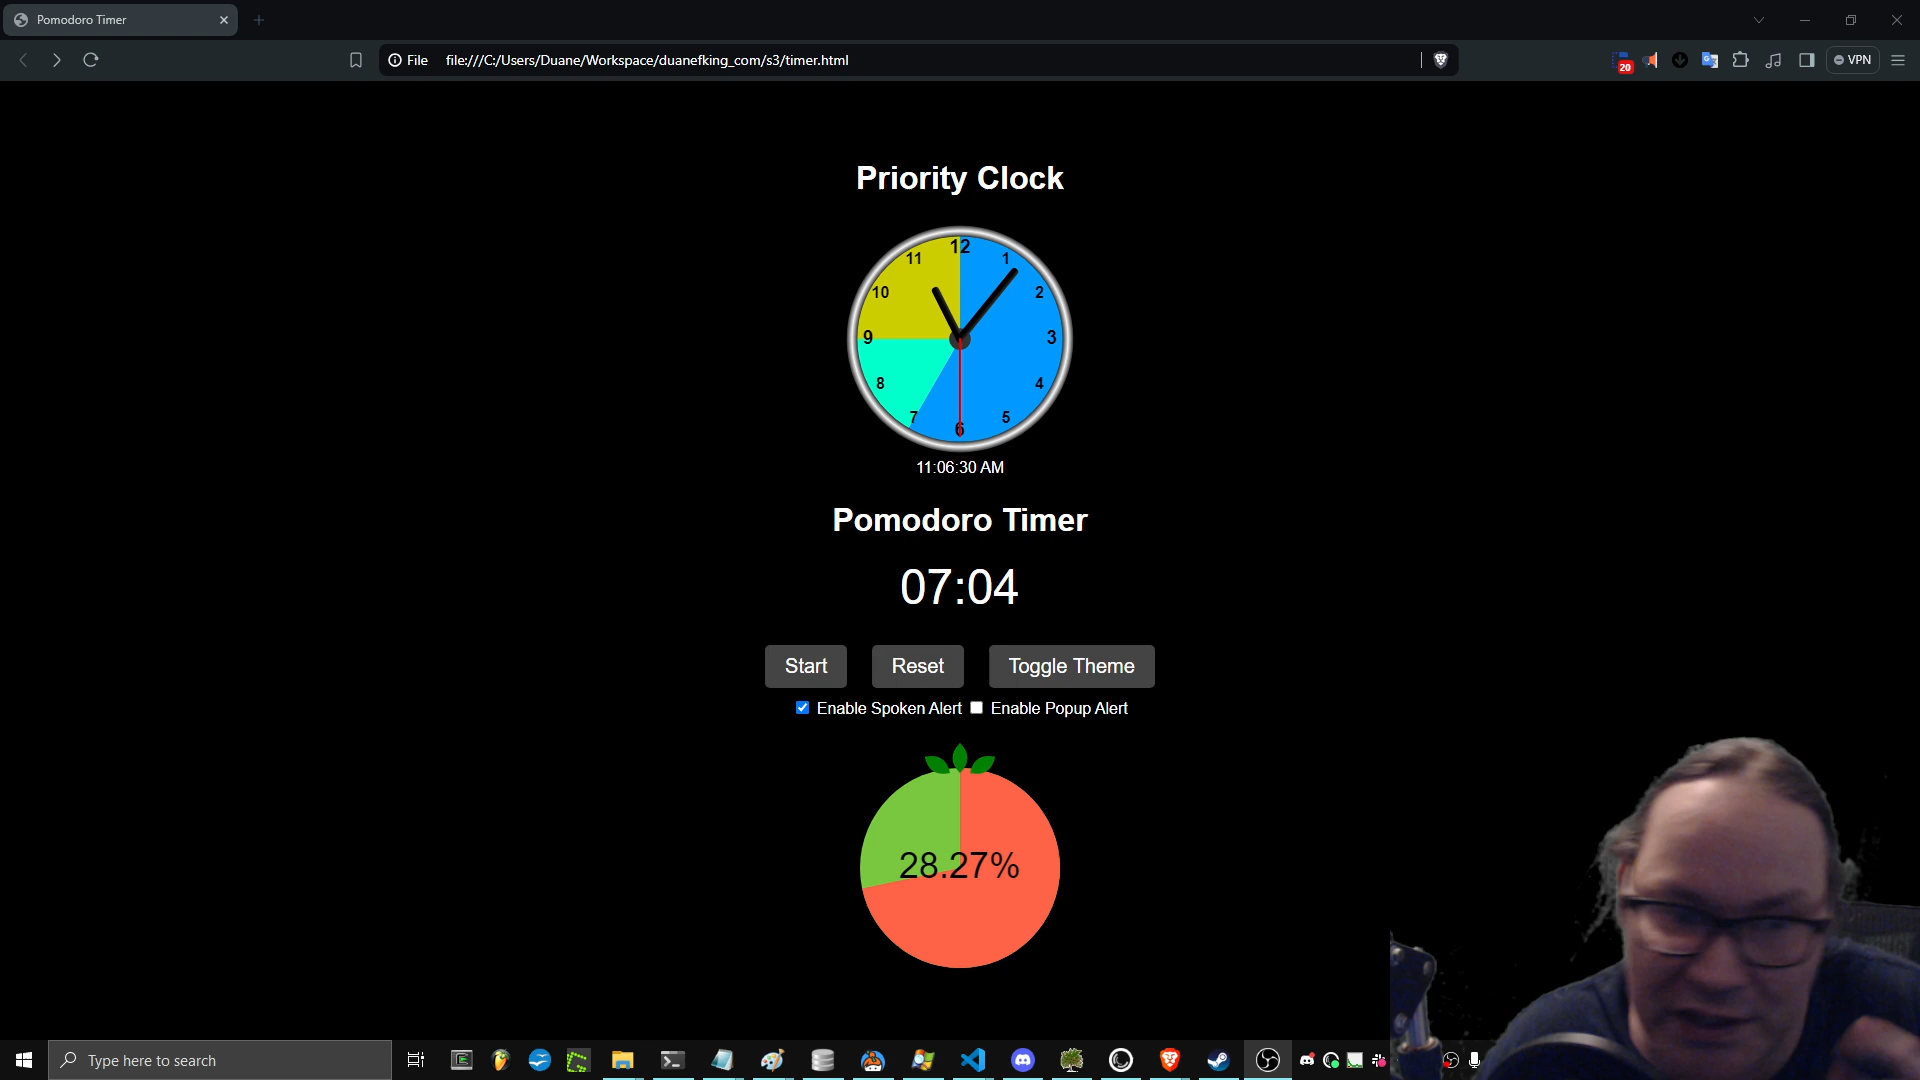 Pomodoro Timer
File file:///C:/Users/Duane/Workspace/duanefking_com/s3/timer.html
20
VPN
Priority Clock
12
11 1
10 2
9 3
8 4
7 5
6
11:06:30 AM
Pomodoro Timer
07:04
Start Reset Toggle Theme
Enable Spoken Alert Enable Popup Alert
28.27%
Type here to search